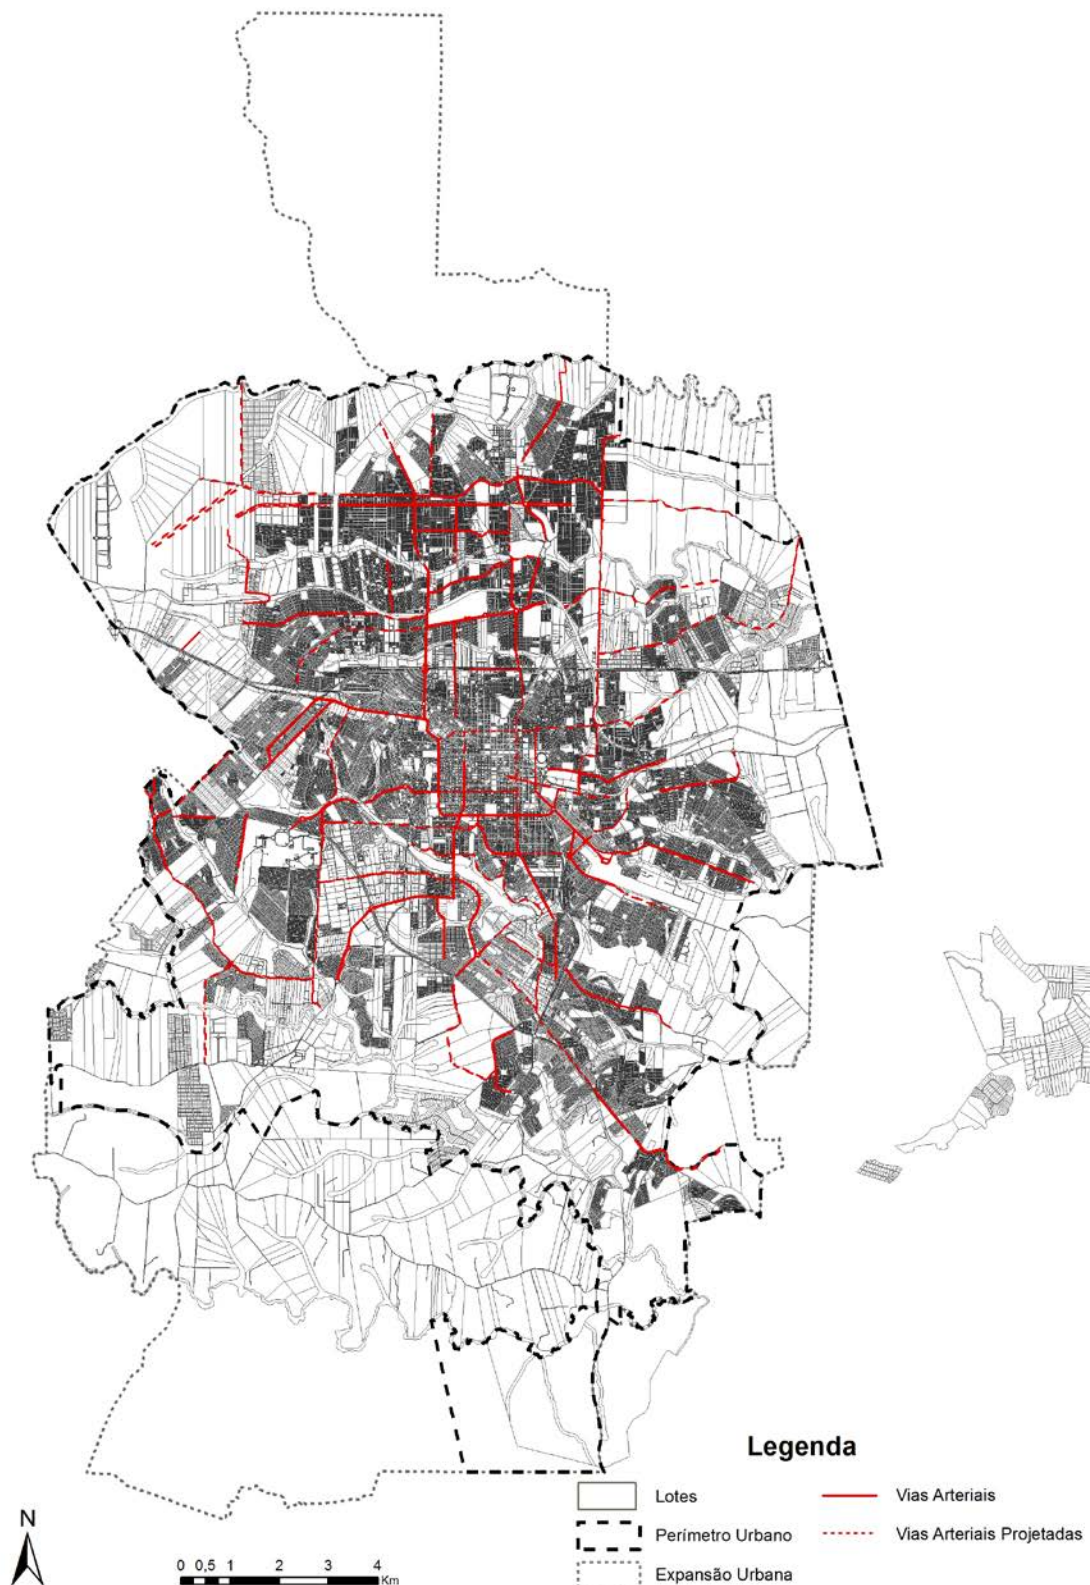 Legenda
Lotes
Vias Arteriais
Perímetro Urbano
Vias Arteriais Projetadas
Expansão Urbana
N
0 0,5 1 2 3 4
Km